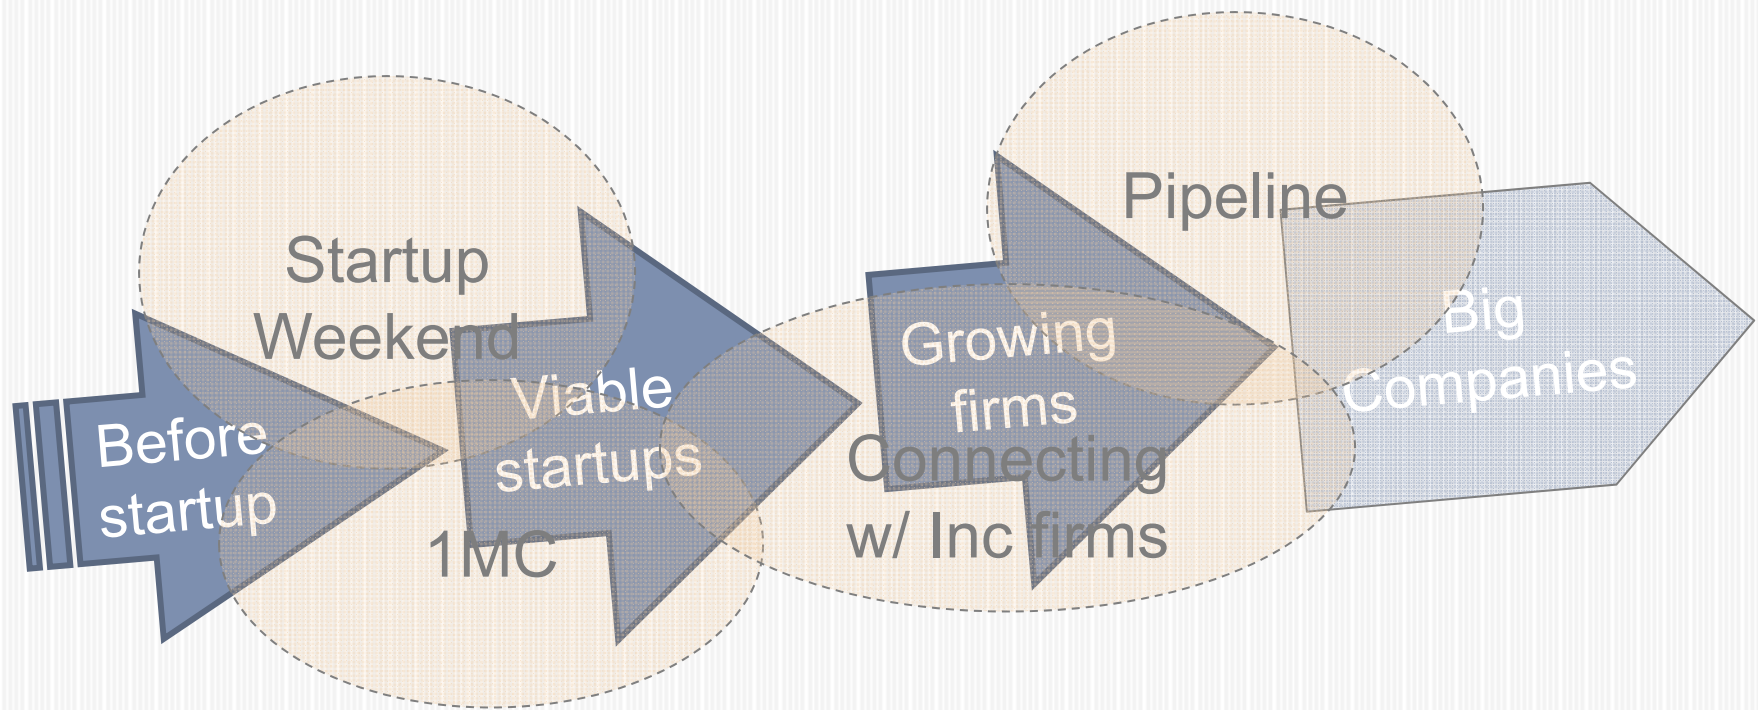 Startup
Weekend
Pipeline
Before
startup
Viable
startups
1MC
Growing
firms
Connecting
w/ Inc firms
Big
Companies